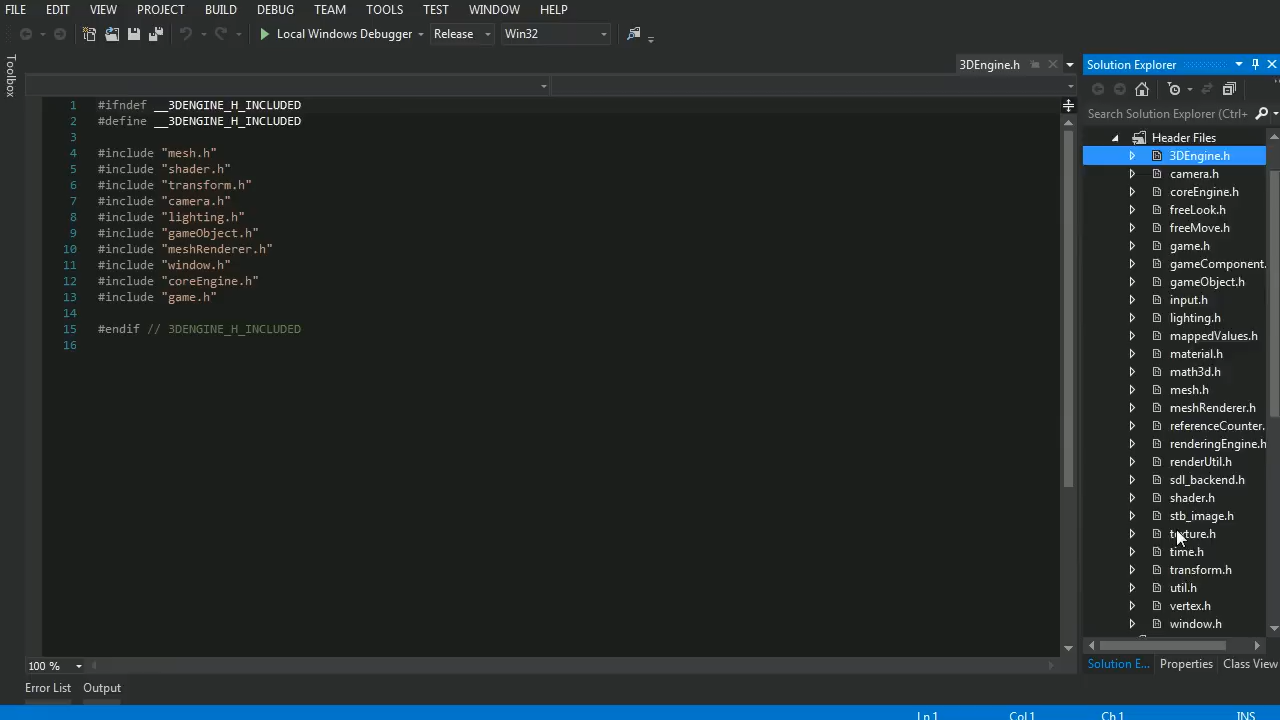 FILE EDIT VIEW PROJECT BUILD DEBUG TEAM TOOLS TEST WINDOW HELP
Local Windows Debugger Release Win32
Toolbox
3DEngine.h
1 #ifndef __3DENGINE_H_INCLUDED
2 #define __3DENGINE_H_INCLUDED
3
4 #include "mesh.h"
5 #include "shader.h"
6 #include "transform.h"
7 #include "camera.h"
8 #include "lighting.h"
9 #include "gameObject.h"
10 #include "meshRenderer.h"
11 #include "window.h"
12 #include "coreEngine.h"
13 #include "game.h"
14
15 #endif // 3DENGINE_H_INCLUDED
16
100 %
Error List Output
Solution Explorer
Search Solution Explorer (Ctrl+
Header Files
3DEngine.h
camera.h
coreEngine.h
freeLook.h
freeMove.h
game.h
gameComponent.
gameObject.h
input.h
lighting.h
mappedValues.h
material.h
math3d.h
mesh.h
meshRenderer.h
referenceCounter.
renderingEngine.h
renderUtil.h
sdl_backend.h
shader.h
stb_image.h
texture.h
time.h
transform.h
util.h
vertex.h
window.h
Solution E... Properties Class View
Ln 1 Col 1 Ch 1 INS